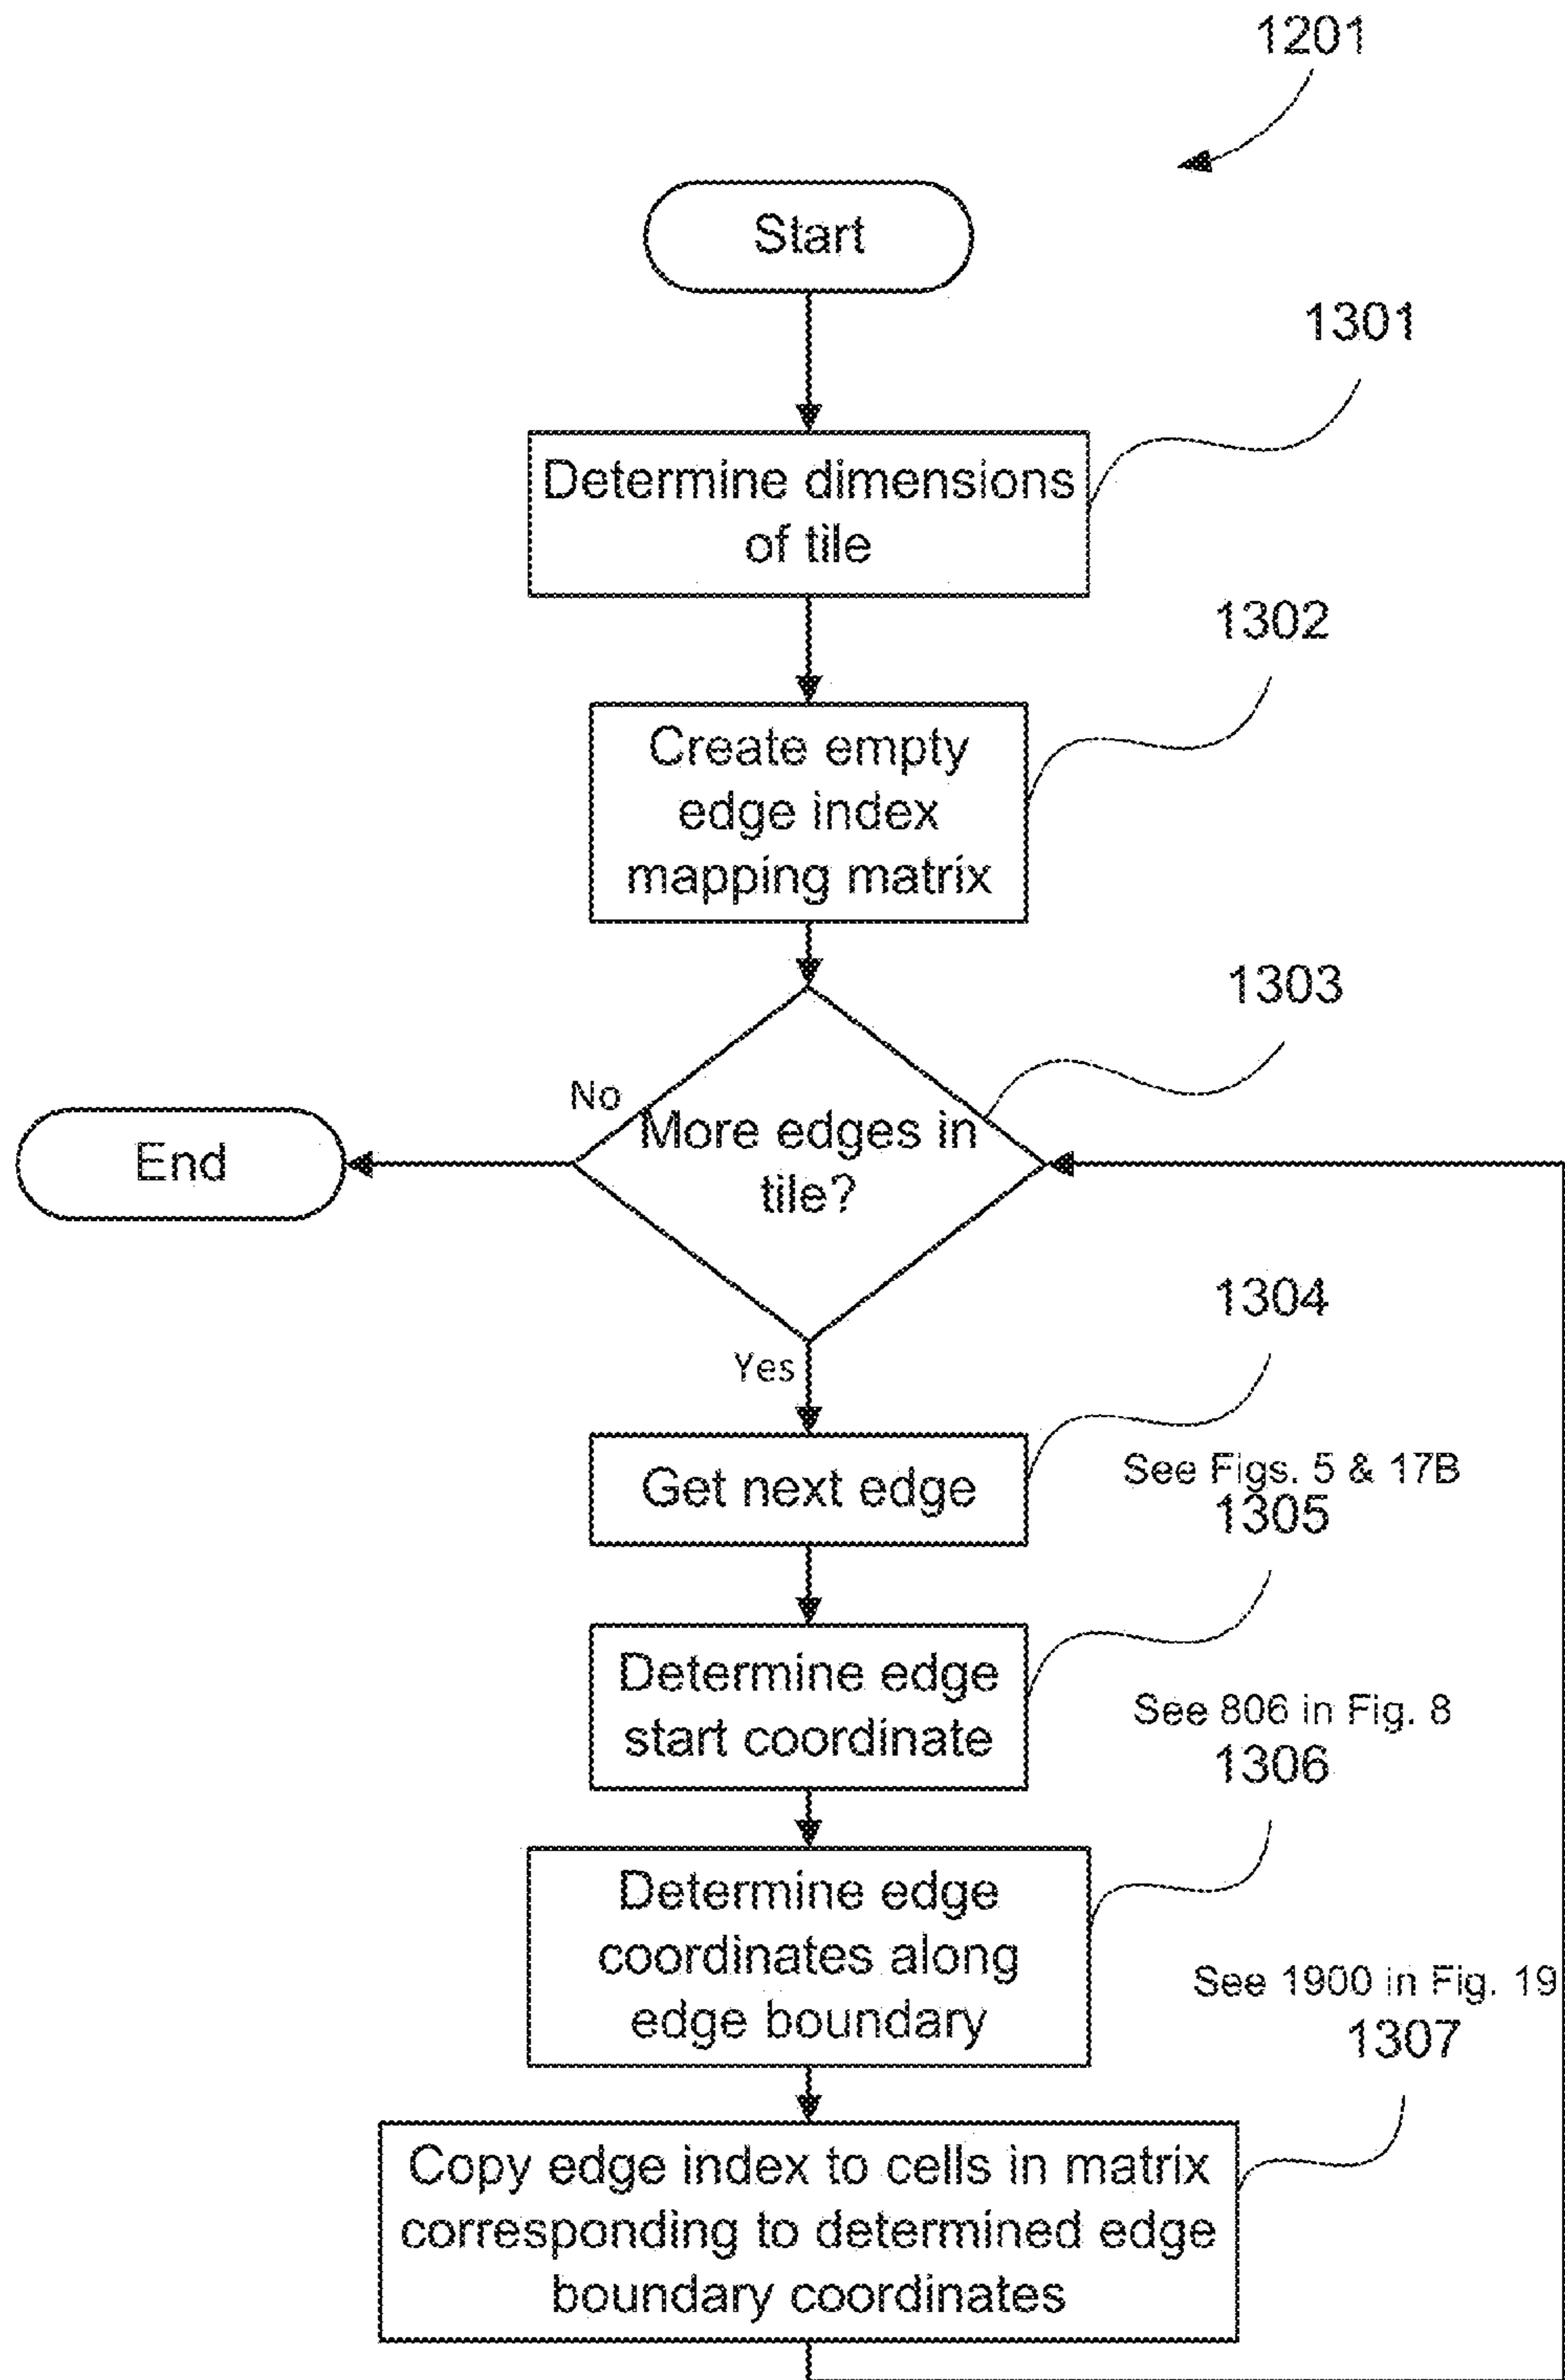 1201
Start
1301
Determine dimensions
of tile
1302
Create empty
edge index
mapping matrix
1303
No
More edges in
tile?
End
Yes
1304
Get next edge
See Figs. 5 & 17B
1305
Determine edge
start coordinate
See 806 in Fig. 8
1306
Determine edge
coordinates along
edge boundary
See 1900 in Fig. 19
1307
Copy edge index to cells in matrix
corresponding to determined edge
boundary coordinates